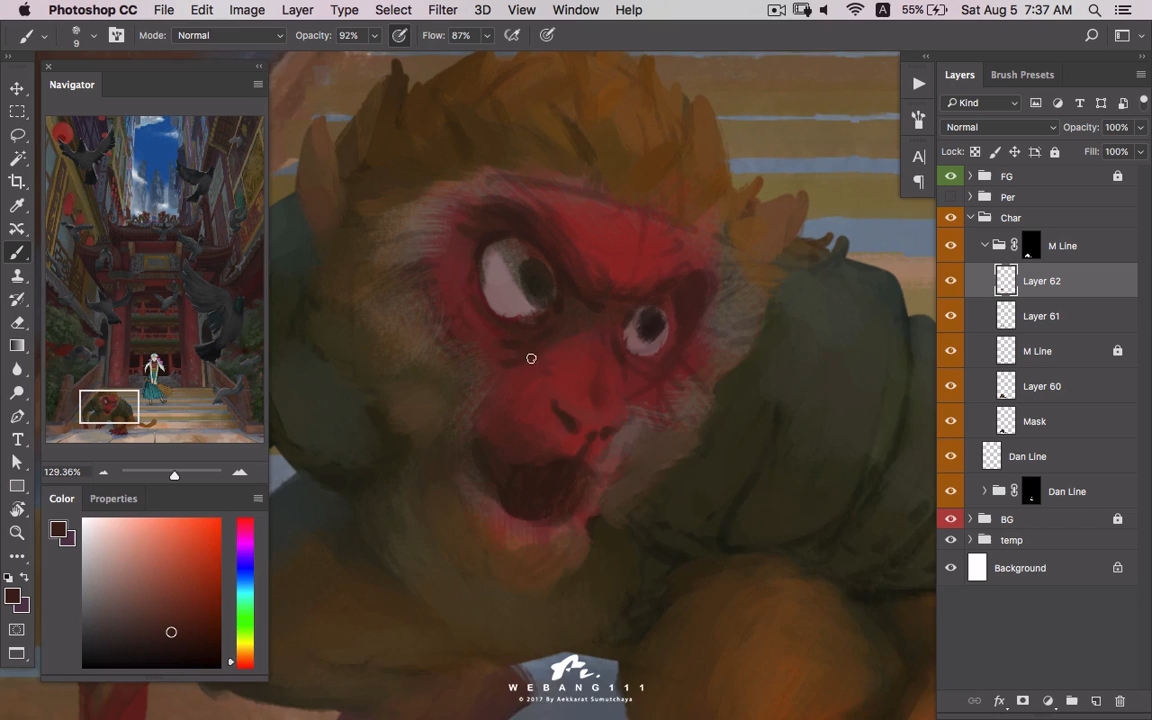 Photoshop CC File Edit Image Layer Type Select Filter 3D View Window Help A 55% Sat Aug 5 7:37 AM
9 Mode: Normal Opacity: 92% Flow: 87%
Navigator
129.36%
Color Properties
Layers Brush Presets
Kind
Normal Opacity: 100%
Lock: Fill: 100%
FG
Per
Char
M Line
Layer 62
Layer 61
M Line
Layer 60
Mask
Dan Line
Dan Line
BG
temp
Background
WEBANG111
© 2017 By Aekkarat Sumutchaya